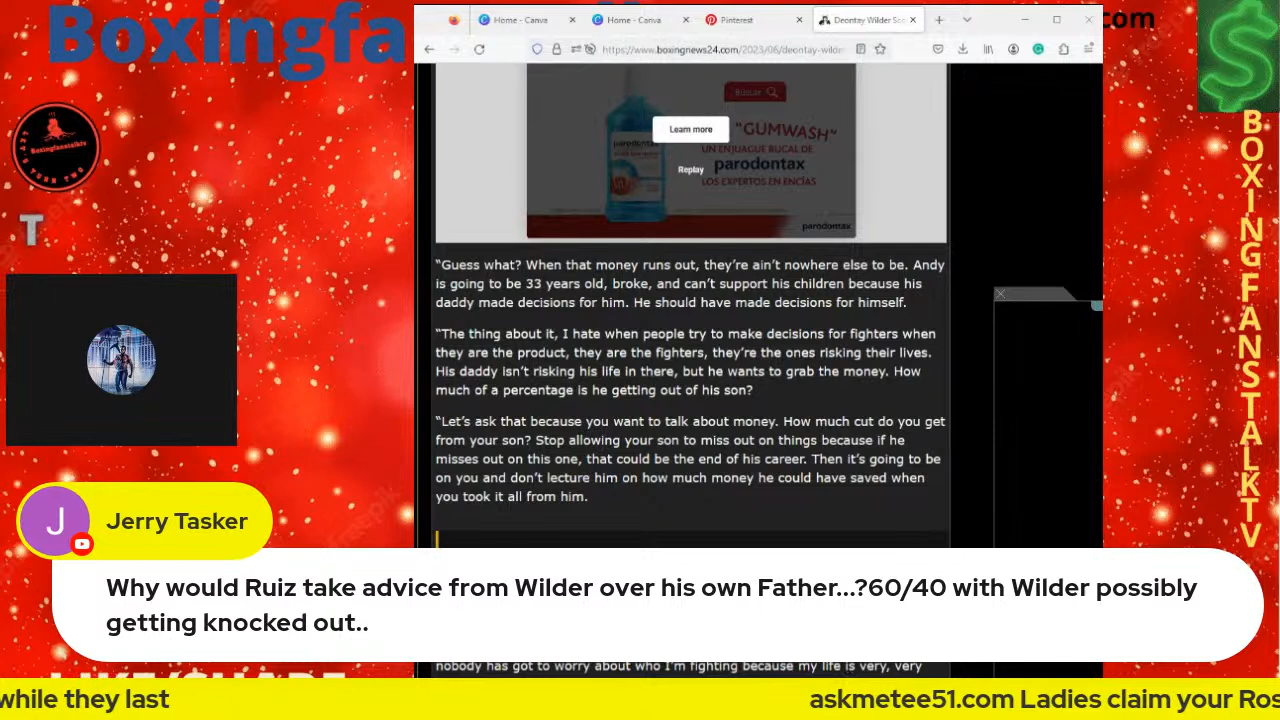 Boxingfa
com
Home - Canva
Home - Canva
Pinterest
Deontay Wilder Sco
https://www.boxingnews24.com/2023/06/deontay-wilde
Buscar
Learn more
"GUMWASH"
parodontax
UN ENJUAGUE BUCAL DE
parodontax
Replay
LOS EXPERTOS EN ENCÍAS
parodontax
Boxingfanstalktv
LET'S TURN TWO
T
“Guess what? When that money runs out, they’re ain’t nowhere else to be. Andy
is going to be 33 years old, broke, and can’t support his children because his
daddy made decisions for him. He should have made decisions for himself.
“The thing about it, I hate when people try to make decisions for fighters when
they are the product, they are the fighters, they’re the ones risking their lives.
His daddy isn’t risking his life in there, but he wants to grab the money. How
much of a percentage is he getting out of his son?
“Let’s ask that because you want to talk about money. How much cut do you get
from your son? Stop allowing your son to miss out on things because if he
misses out on this one, that could be the end of his career. Then it’s going to be
on you and don’t lecture him on how much money he could have saved when
you took it all from him.
BOXINGFANSTALKTV
J
Jerry Tasker
Why would Ruiz take advice from Wilder over his own Father...?60/40 with Wilder possibly
getting knocked out..
nobody has got to worry about who I’m fighting because my life is very, very
while they last
askmetee51.com Ladies claim your Ros